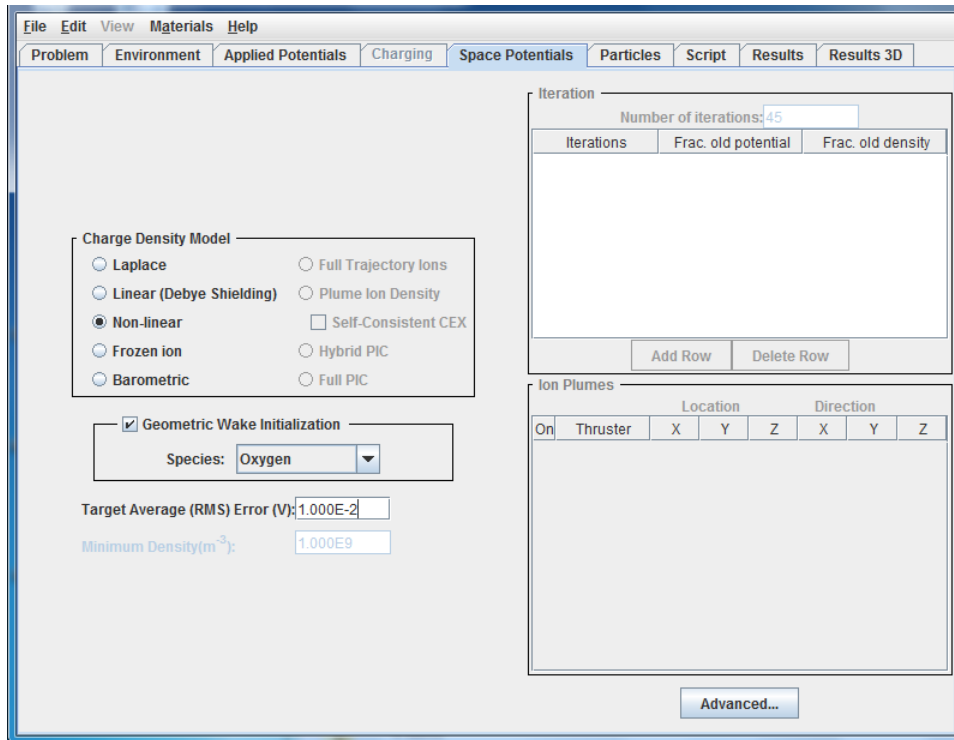 File Edit View Materials Help
Problem Environment Applied Potentials Charging Space Potentials Particles Script Results Results 3D
Charge Density Model
Laplace Full Trajectory Ions
Linear (Debye Shielding) Plume Ion Density
Non-linear Self-Consistent CEX
Frozen ion Hybrid PIC
Barometric Full PIC
Geometric Wake Initialization
Species: Oxygen
Target Average (RMS) Error (V): 1.000E-2
Minimum Density(m⁻³): 1.000E9
Iteration
Number of iterations: 45
Iterations Frac. old potential Frac. old density
Add Row Delete Row
Ion Plumes
Location Direction
On Thruster X Y Z X Y Z
Advanced...